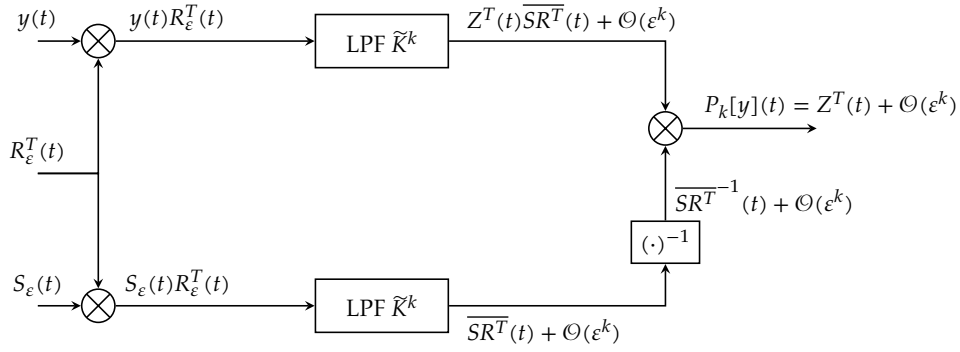 y(t)
y(t)R_ε^T(t)
LPF K̃^k
Z^T(t)\overline{SR^T}(t) + 𝒪(ε^k)
P_k[y](t) = Z^T(t) + 𝒪(ε^k)
R_ε^T(t)
\overline{SR^T}^{-1}(t) + 𝒪(ε^k)
(·)^{-1}
S_ε(t)
S_ε(t)R_ε^T(t)
LPF K̃^k
\overline{SR^T}(t) + 𝒪(ε^k)